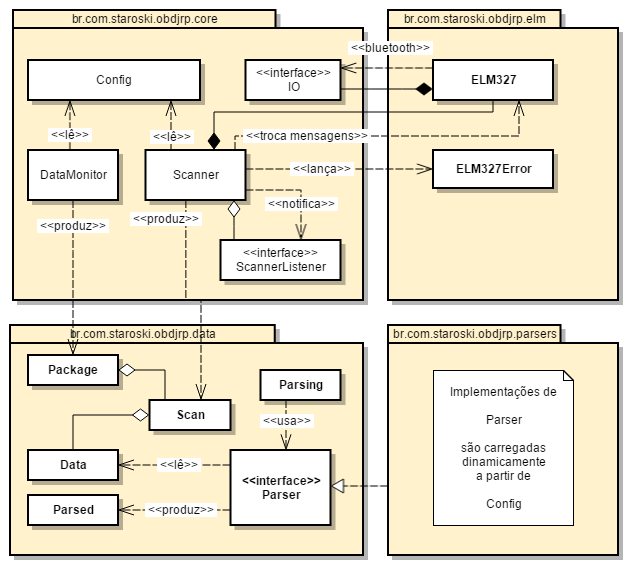 br.com.staroski.obdjrp.core
br.com.staroski.obdjrp.elm
<<bluetooth>>
Config
<<interface>>
IO
ELM327
<<lê>>
<<lê>>
<<troca mensagens>>
DataMonitor
Scanner
<<lança>>
ELM327Error
<<produz>>
<<produz>>
<<notifica>>
<<interface>>
ScannerListener
br.com.staroski.obdjrp.data
br.com.staroski.obdjrp.parsers
Package
Parsing
Scan
<<usa>>
Data
<<lê>>
<<interface>>
Parser
Parsed
<<produz>>
Implementações de
Parser
são carregadas
dinamicamente
a partir de
Config